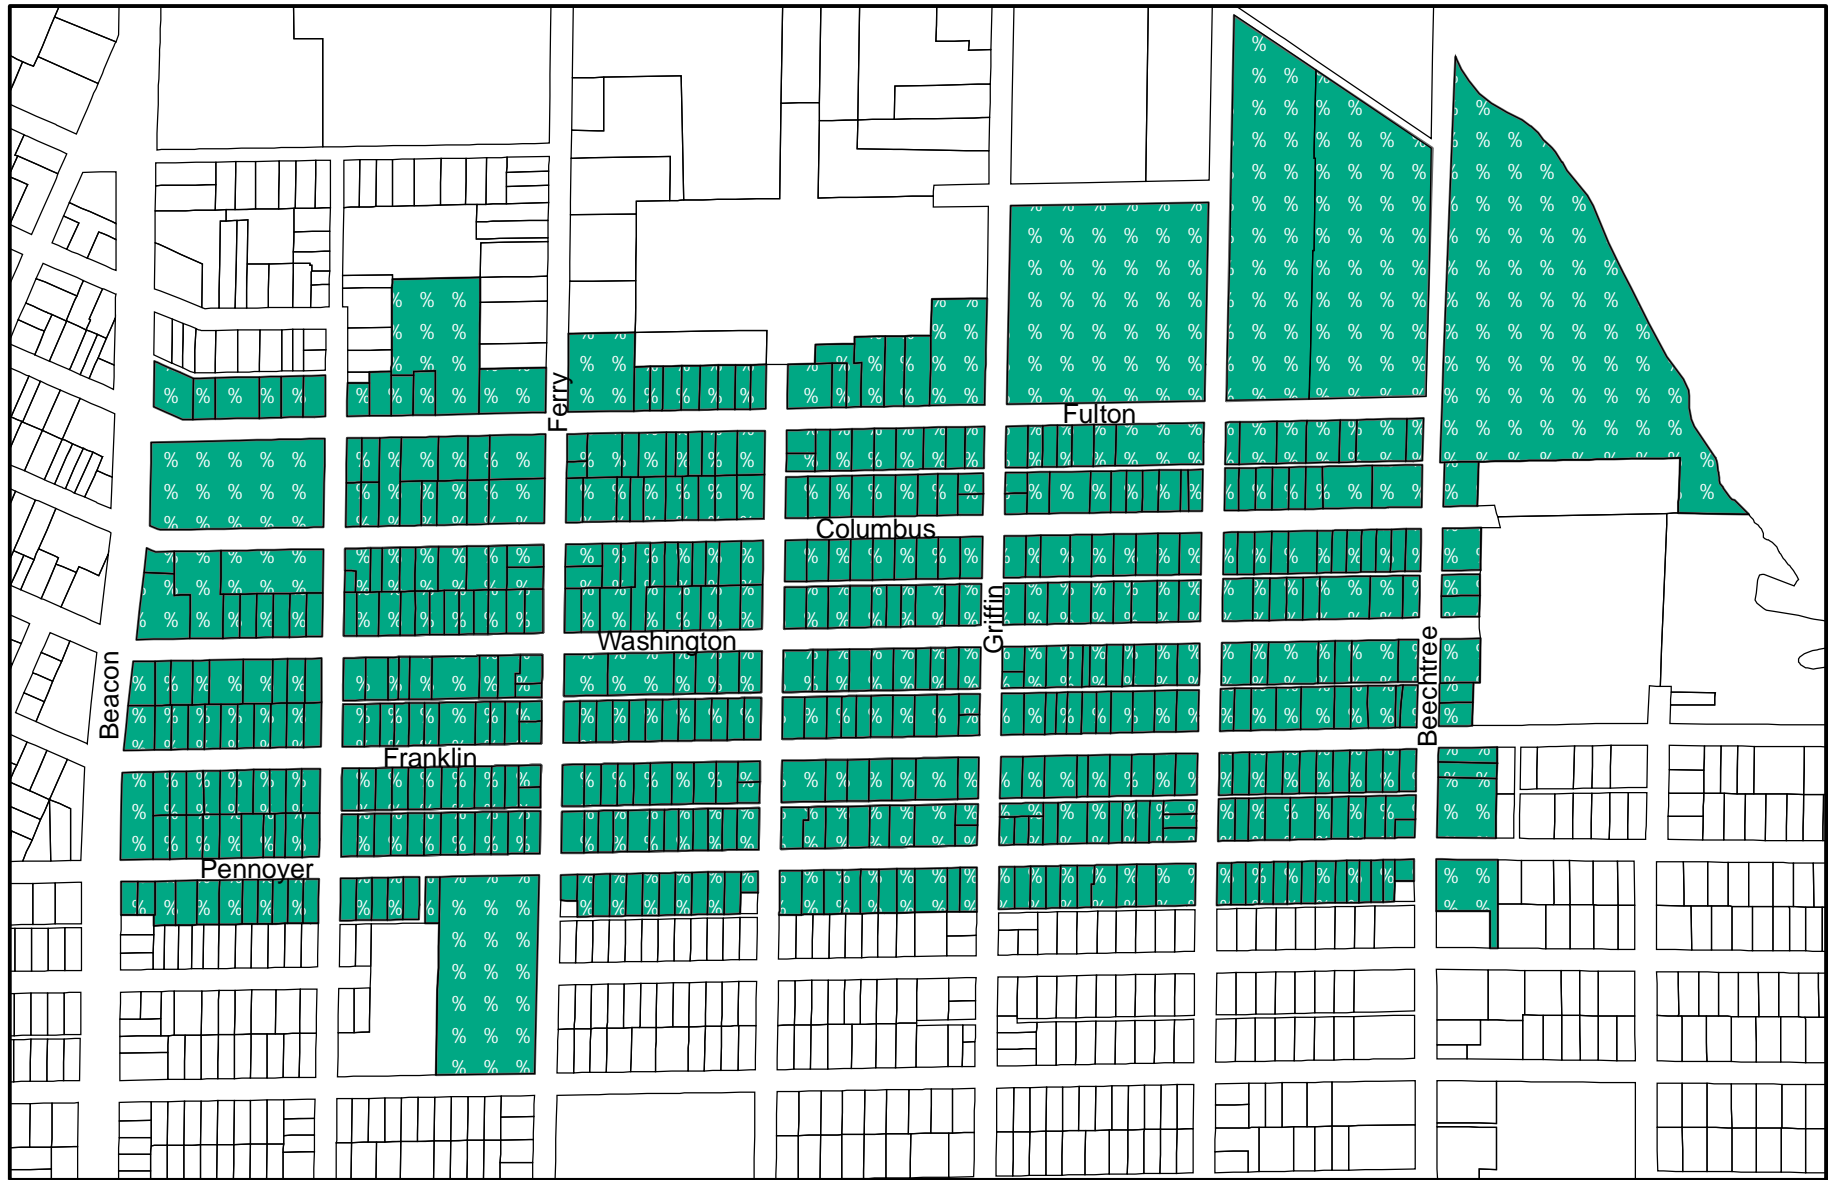 Ferry
Fulton
Columbus
Griffin
Washington
Beechtree
Beacon
Franklin
Pennoyer